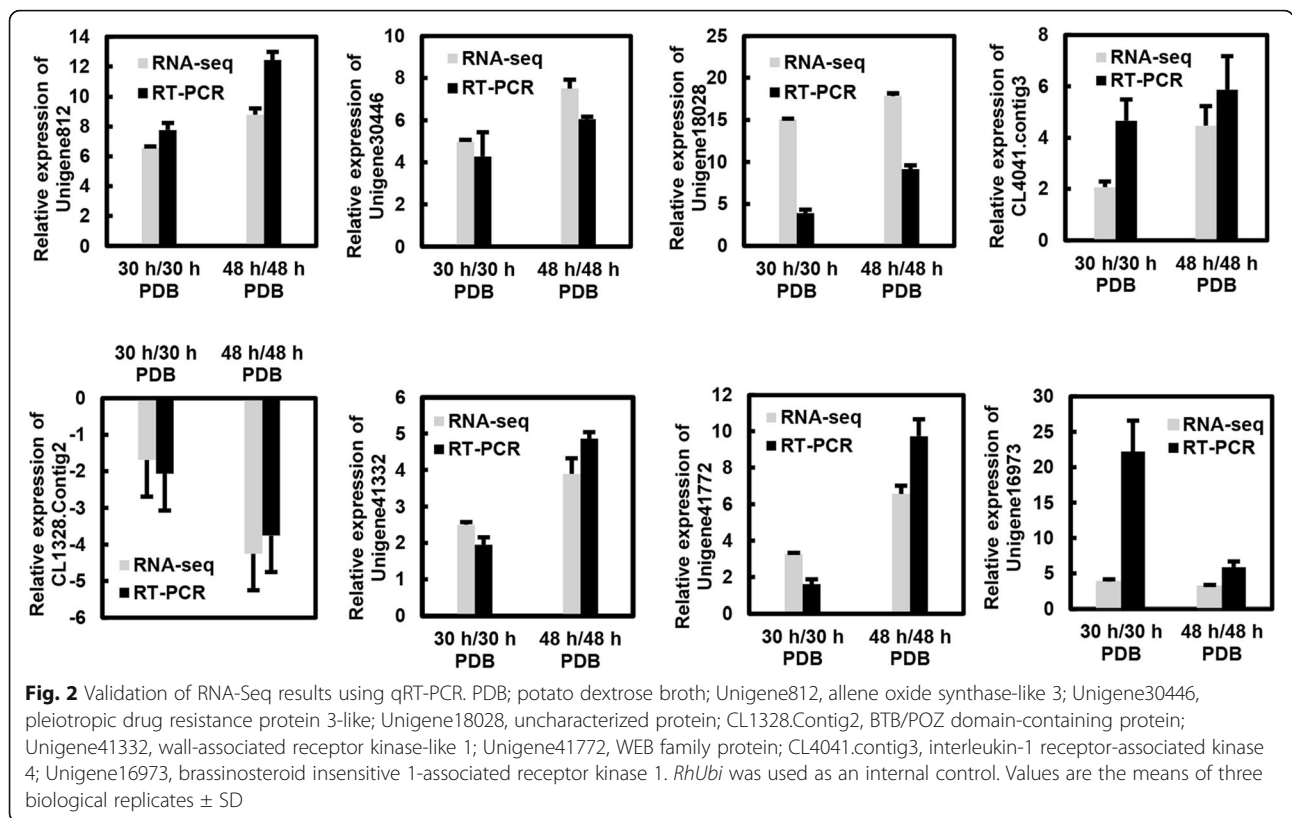 Relative expression of
Unigene812
14
12
10
8
6
4
2
0
RNA-seq
RT-PCR
30 h/30 h
PDB
48 h/48 h
PDB
Relative expression of
Unigene30446
10
8
6
4
2
0
RNA-seq
RT-PCR
30 h/30 h
PDB
48 h/48 h
PDB
Relative expression of
Unigene18028
25
20
15
10
5
0
RNA-seq
RT-PCR
30 h/30 h
PDB
48 h/48 h
PDB
Relative expression of
CL4041.contig3
8
6
4
2
0
RNA-seq
RT-PCR
30 h/30 h
PDB
48 h/48 h
PDB
30 h/30 h
PDB
48 h/48 h
PDB
Relative expression of
CL1328.Contig2
0
-1
-2
-3
-4
-5
-6
RNA-seq
RT-PCR
Relative expression of
Unigene41332
6
5
4
3
2
1
0
RNA-seq
RT-PCR
30 h/30 h
PDB
48 h/48 h
PDB
Relative expression of
Unigene41772
12
10
8
6
4
2
0
RNA-seq
RT-PCR
30 h/30 h
PDB
48 h/48 h
PDB
Relative expression of
Unigene16973
30
25
20
15
10
5
0
RNA-seq
RT-PCR
30 h/30 h
PDB
48 h/48 h
PDB
Fig. 2 Validation of RNA-Seq results using qRT-PCR. PDB; potato dextrose broth; Unigene812, allene oxide synthase-like 3; Unigene30446,
pleiotropic drug resistance protein 3-like; Unigene18028, uncharacterized protein; CL1328.Contig2, BTB/POZ domain-containing protein;
Unigene41332, wall-associated receptor kinase-like 1; Unigene41772, WEB family protein; CL4041.contig3, interleukin-1 receptor-associated kinase
4; Unigene16973, brassinosteroid insensitive 1-associated receptor kinase 1. RhUbi was used as an internal control. Values are the means of three
biological replicates ± SD